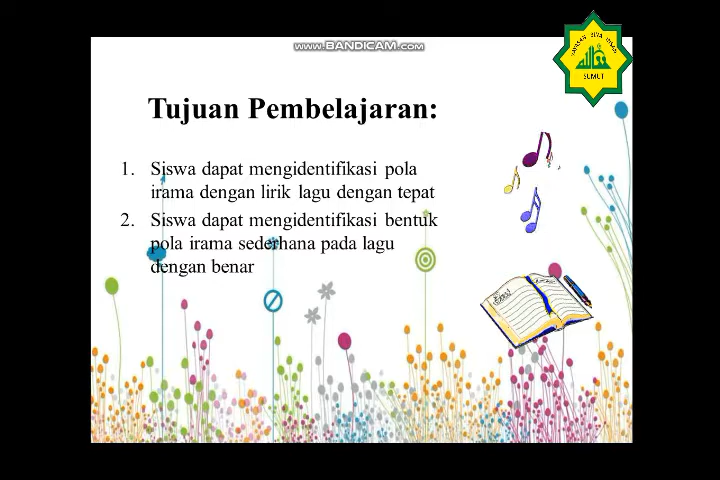 www.BANDICAM.com
SUMUT
Tujuan Pembelajaran:
1. Siswa dapat mengidentifikasi pola
irama dengan lirik lagu dengan tepat
2. Siswa dapat mengidentifikasi bentuk
pola irama sederhana pada lagu
dengan benar